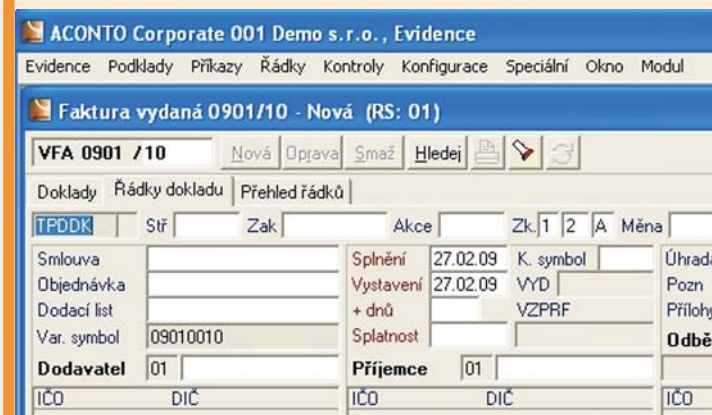 ACONTO Corporate 001 Demo s.r.o., Evidence
Evidence Podklady Příkazy Řádky Kontroly Konfigurace Speciální Okno Modul
Faktura vydaná 0901/10 - Nová (RS: 01)
VFA 0901 /10 Nová Oprava Smaž Hledej
Doklady Řádky dokladu Přehled řádků
TPDDK Stř Zak Akce Zk. 1 2 A Měna
Smlouva Splnění 27.02.09 K. symbol Úhrad
Objednávka Vystavení 27.02.09 VYD Pozn
Dodací list + dnů VZPRF Příloh
Var. symbol 09010010 Splatnost Odbě
Dodavatel 01 Příjemce 01
IČO DIČ IČO DIČ IČO